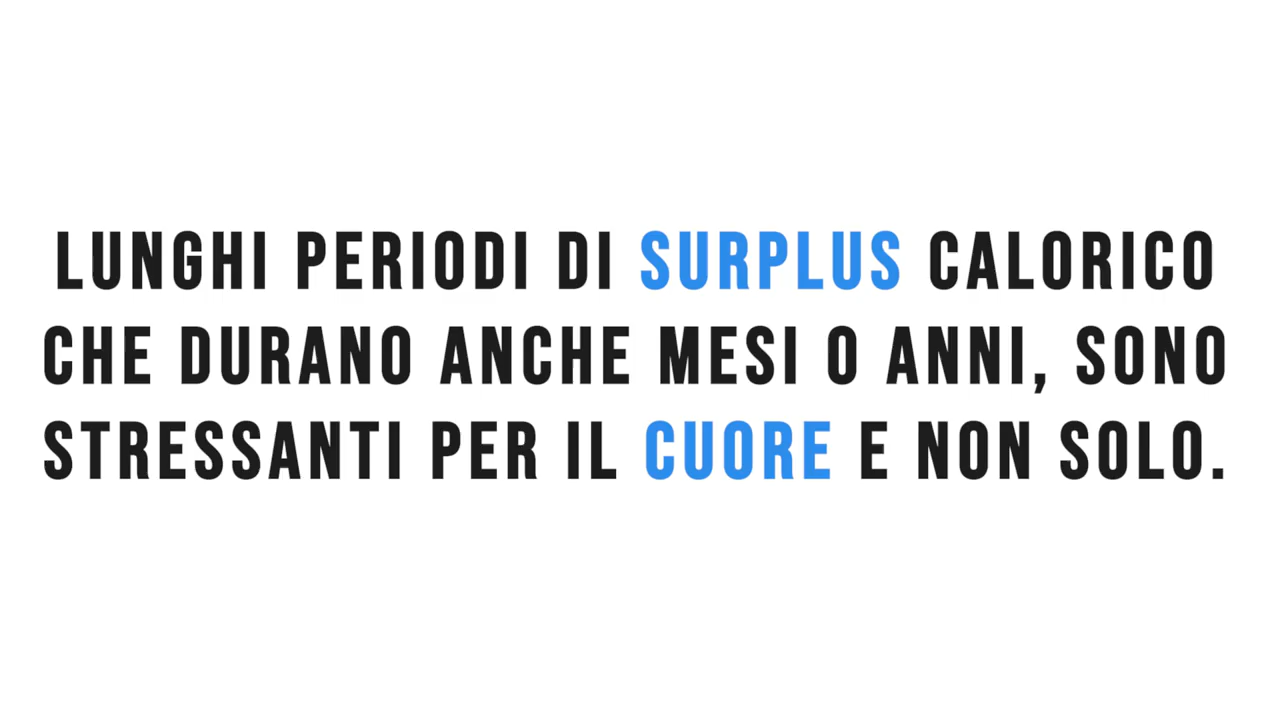 LUNGHI PERIODI DI SURPLUS CALORICO
CHE DURANO ANCHE MESI O ANNI, SONO
STRESSANTI PER IL CUORE E NON SOLO.